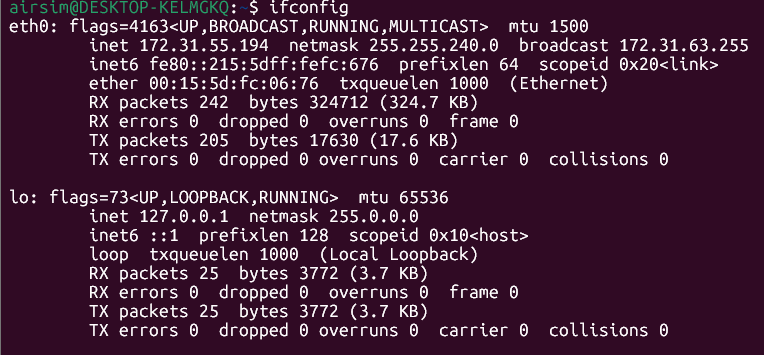 airsim@DESKTOP-KELMGKQ:~$ ifconfig
eth0: flags=4163<UP,BROADCAST,RUNNING,MULTICAST>  mtu 1500
        inet 172.31.55.194  netmask 255.255.240.0  broadcast 172.31.63.255
        inet6 fe80::215:5dff:fefc:676  prefixlen 64  scopeid 0x20<link>
        ether 00:15:5d:fc:06:76  txqueuelen 1000  (Ethernet)
        RX packets 242  bytes 324712 (324.7 KB)
        RX errors 0  dropped 0  overruns 0  frame 0
        TX packets 205  bytes 17630 (17.6 KB)
        TX errors 0  dropped 0 overruns 0  carrier 0  collisions 0

lo: flags=73<UP,LOOPBACK,RUNNING>  mtu 65536
        inet 127.0.0.1  netmask 255.0.0.0
        inet6 ::1  prefixlen 128  scopeid 0x10<host>
        loop  txqueuelen 1000  (Local Loopback)
        RX packets 25  bytes 3772 (3.7 KB)
        RX errors 0  dropped 0  overruns 0  frame 0
        TX packets 25  bytes 3772 (3.7 KB)
        TX errors 0  dropped 0 overruns 0  carrier 0  collisions 0